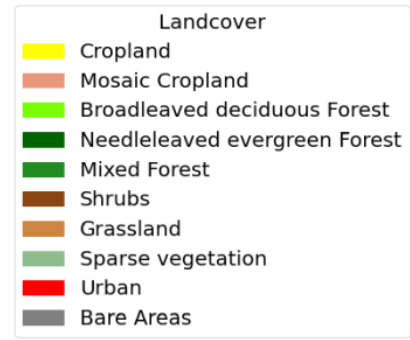 Landcover
Cropland
Mosaic Cropland
Broadleaved deciduous Forest
Needleleaved evergreen Forest
Mixed Forest
Shrubs
Grassland
Sparse vegetation
Urban
Bare Areas